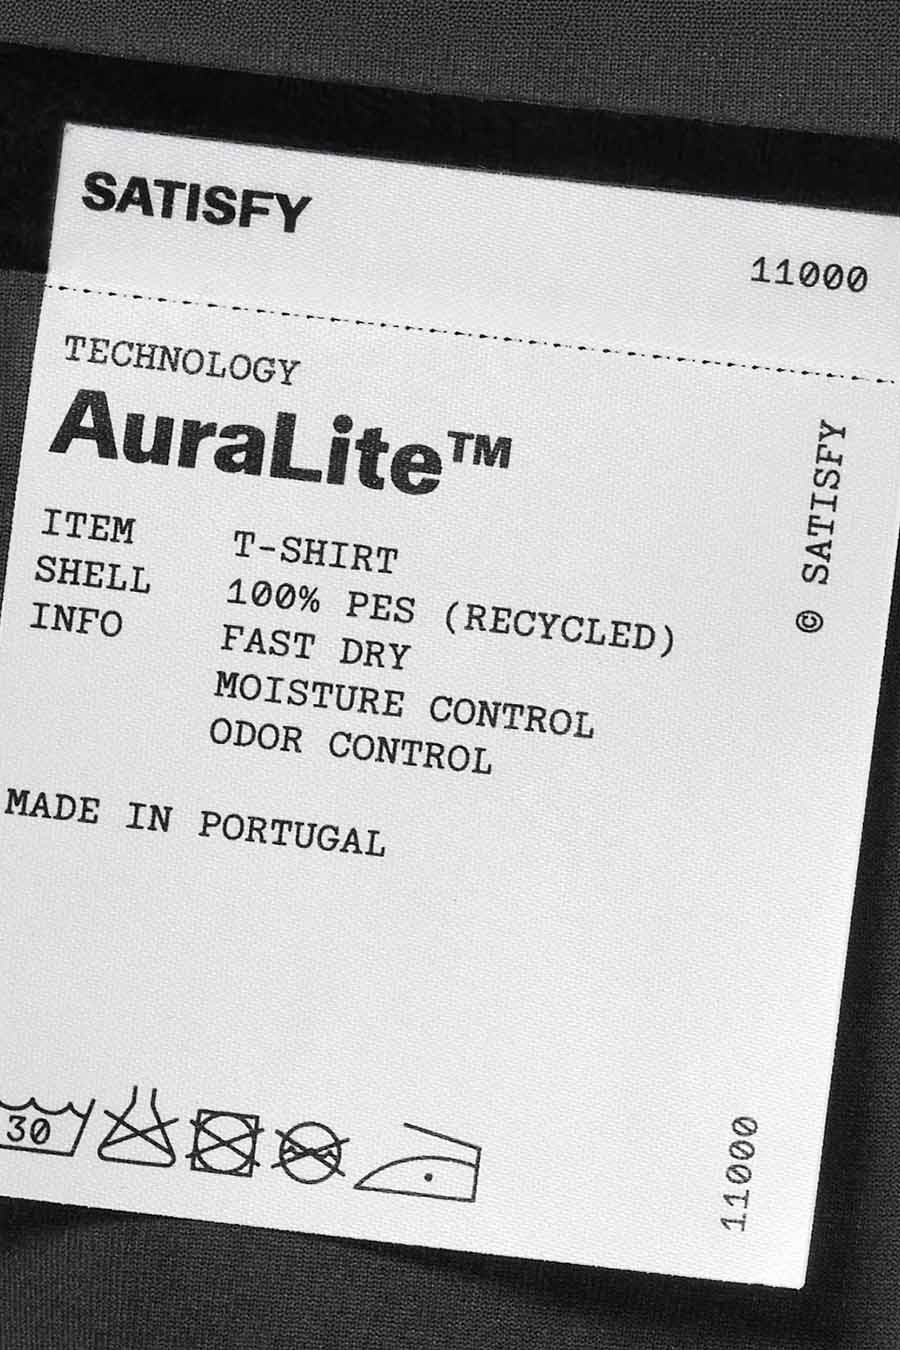 SATISFY
11000
TECHNOLOGY
AuraLite™
ITEM T-SHIRT
SHELL 100% PES (RECYCLED)
INFO FAST DRY
MOISTURE CONTROL
ODOR CONTROL
MADE IN PORTUGAL
© SATISFY
30
11000